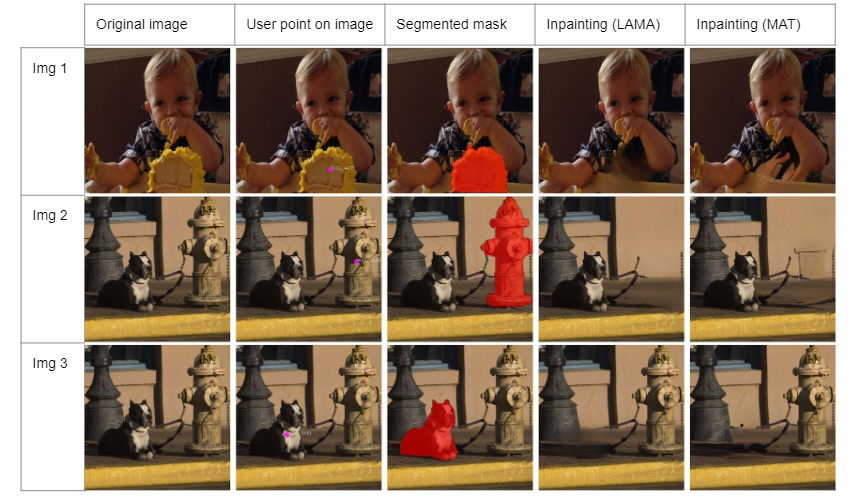 Original image
User point on image
Segmented mask
Inpainting (LAMA)
Inpainting (MAT)
Img 1
Img 2
Img 3